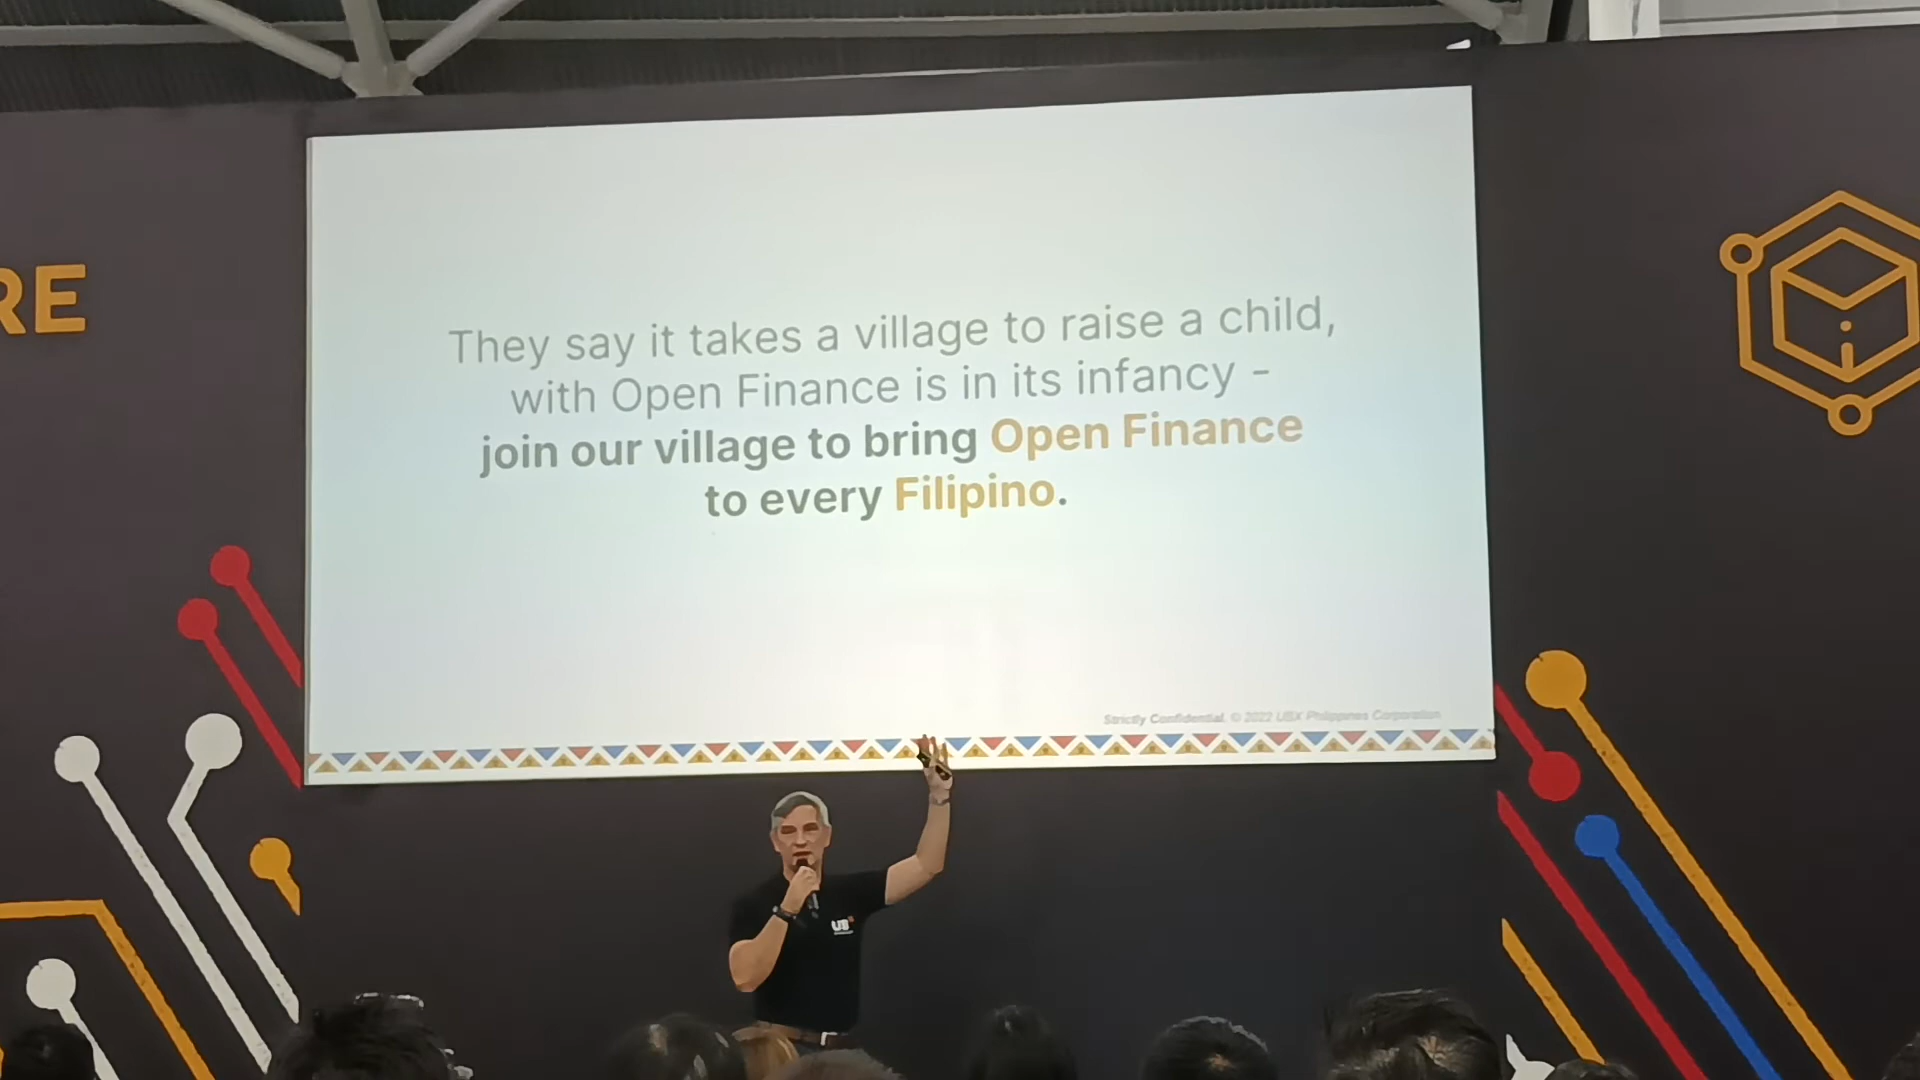 RE
They say it takes a village to raise a child,
with Open Finance is in its infancy -
join our village to bring Open Finance
to every Filipino.
Strictly Confidential. © 2022 UBX Philippines Corporation
UBX